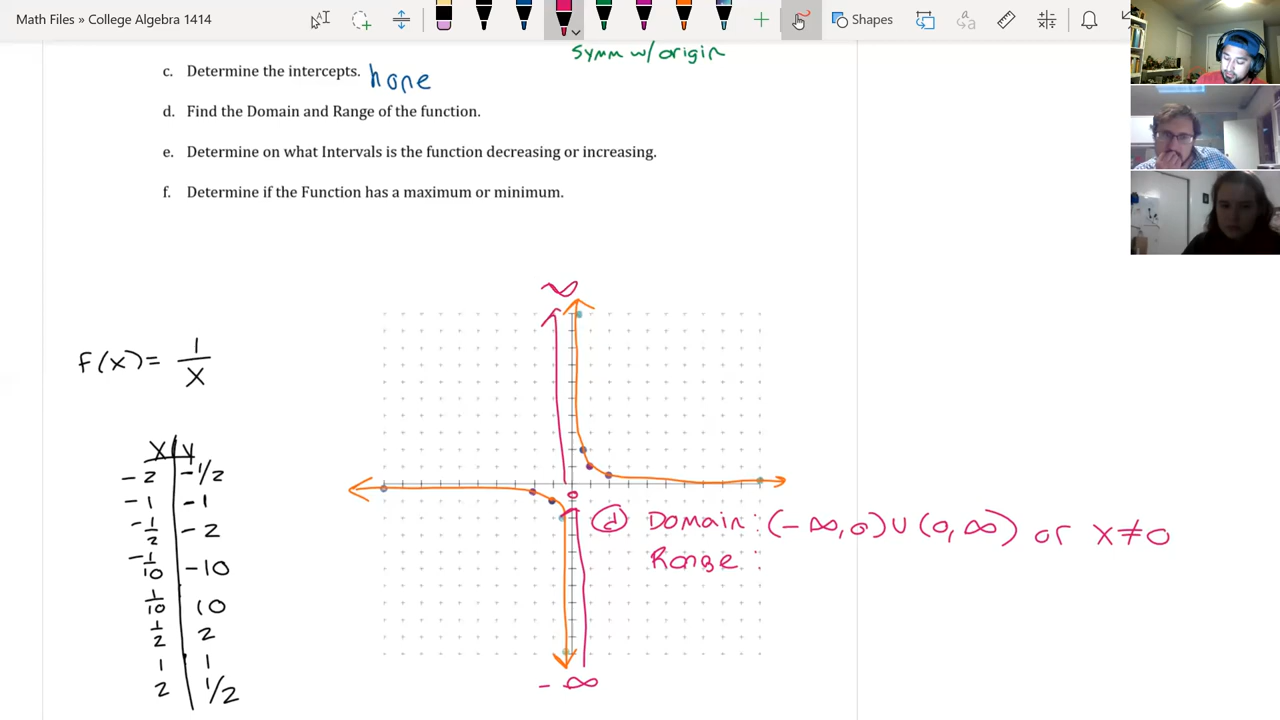 Math Files » College Algebra 1414
Shapes
Symm w/ origin
c. Determine the intercepts. none
d. Find the Domain and Range of the function.
e. Determine on what Intervals is the function decreasing or increasing.
f. Determine if the Function has a maximum or minimum.
∞
F(x) = 1/x
x | y
-2 | -1/2
-1 | -1
-1/2 | -2
-1/10 | -10
1/10 | 10
1/2 | 2
1 | 1
2 | 1/2
0
(d) Domain: (-∞,0)∪(0,∞) or x≠0
Range:
-∞